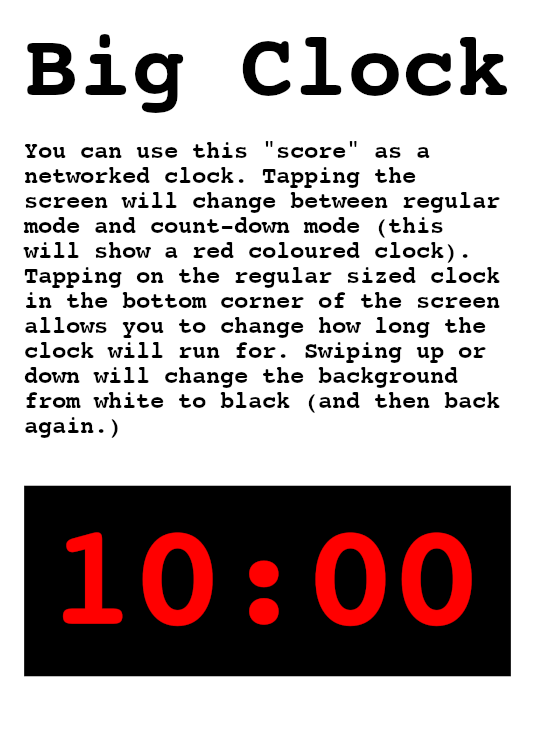 Big Clock
You can use this "score" as a
networked clock. Tapping the
screen will change between regular
mode and count-down mode (this
will show a red coloured clock).
Tapping on the regular sized clock
in the bottom corner of the screen
allows you to change how long the
clock will run for. Swiping up or
down will change the background
from white to black (and then back
again.)
10:00